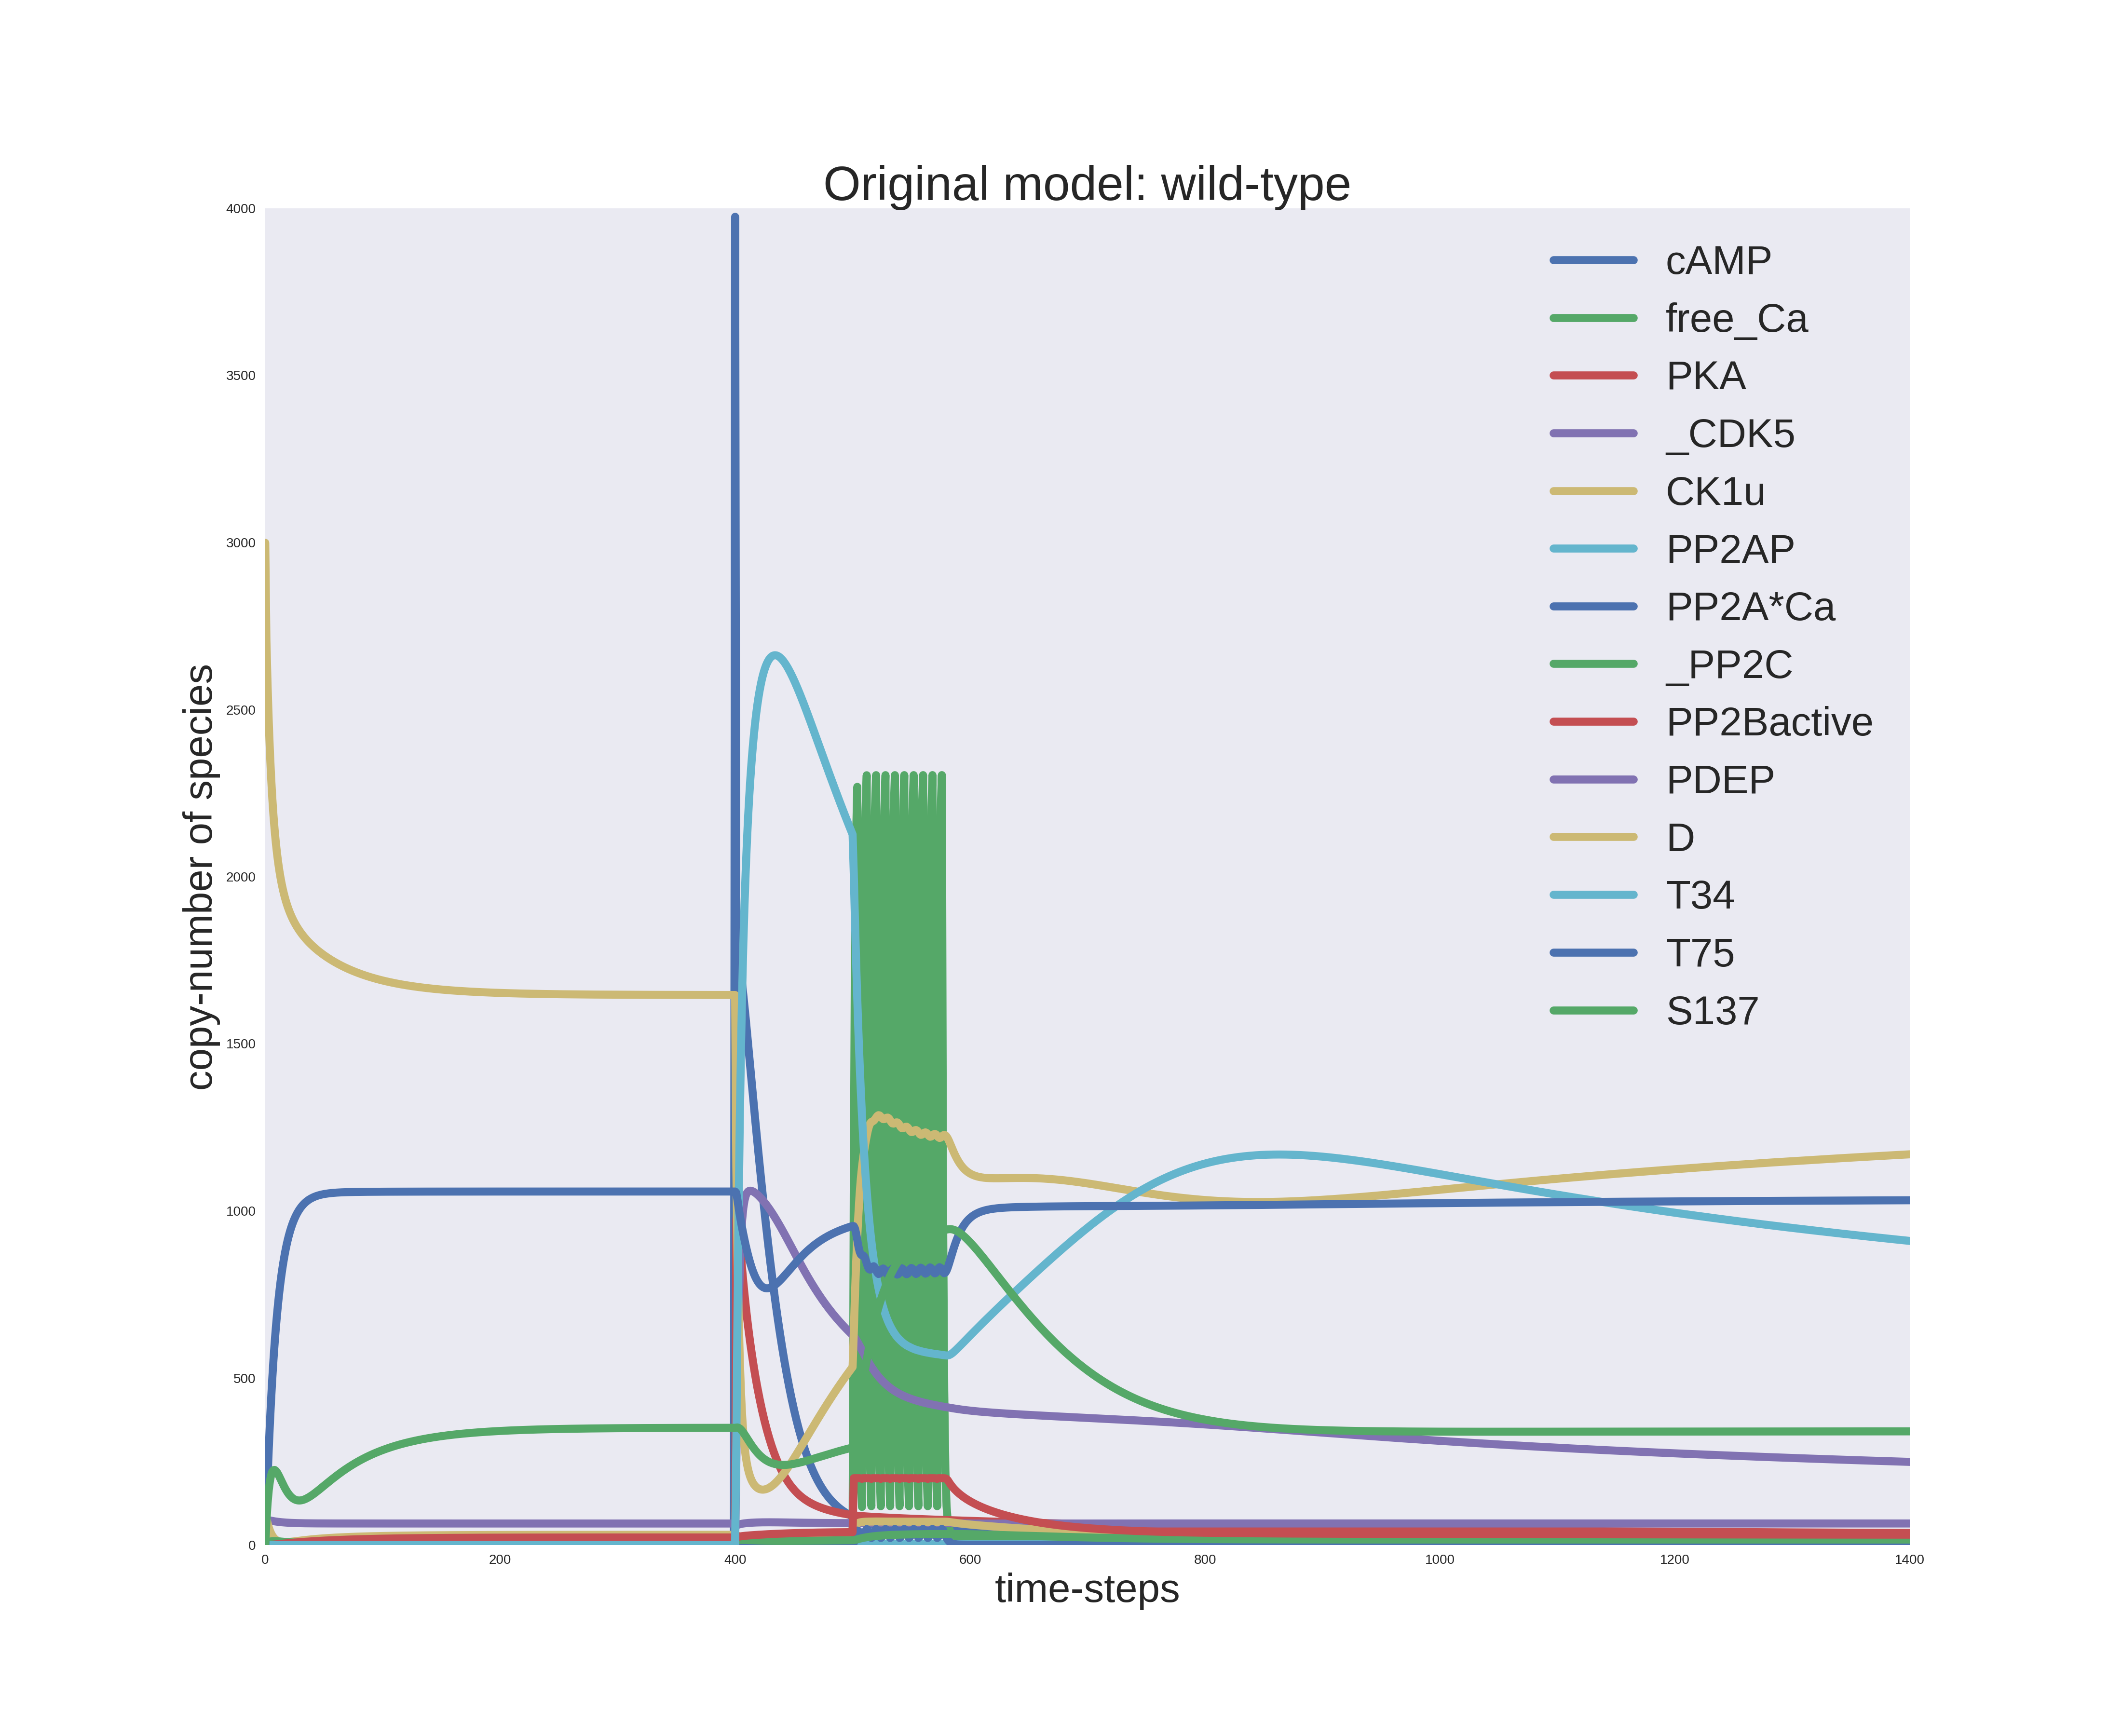 Original model: wild-type
4000
3500
3000
2500
2000
1500
1000
500
0
copy-number of species
cAMP
free_Ca
PKA
_CDK5
CK1u
PP2AP
PP2A*Ca
_PP2C
PP2Bactive
PDEP
D
T34
T75
S137
0 200 400 600 800 1000 1200 1400
time-steps